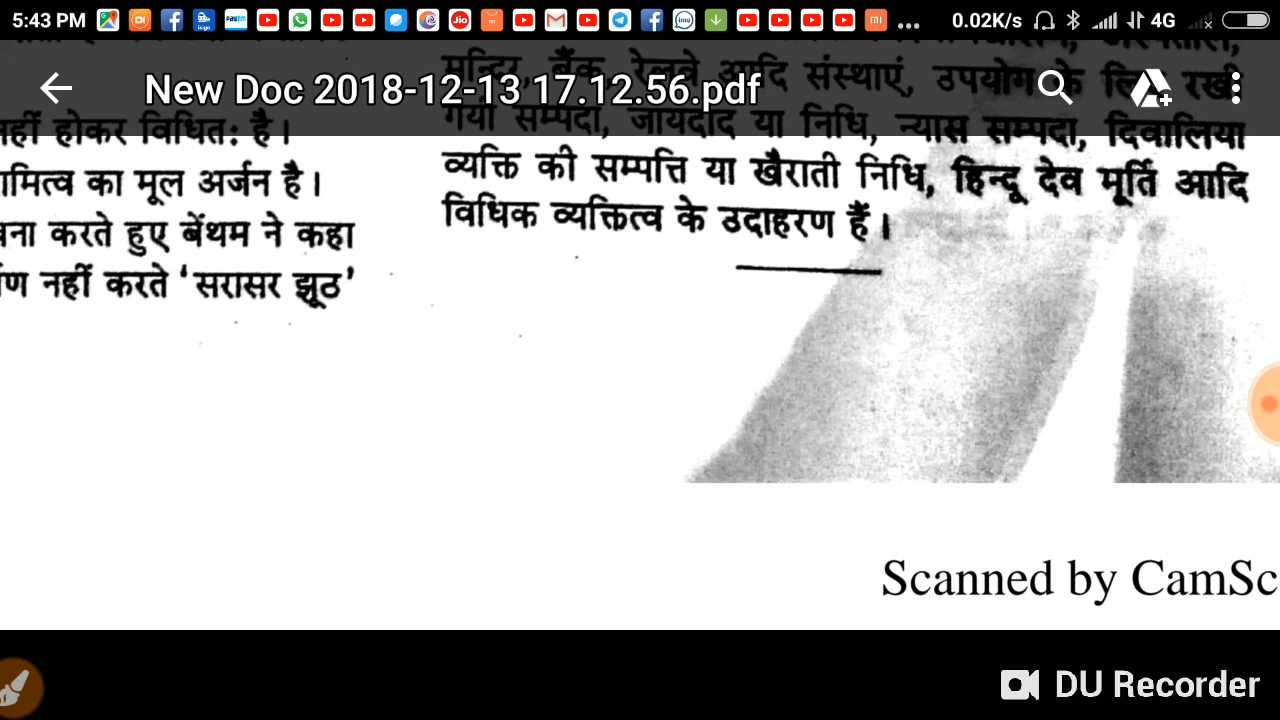 5:43 PM
0.02K/s
4G
New Doc 2018-12-13 17.12.56.pdf
नहीं होकर विधित: है।
का मूल अर्जन है।
करते हुए बेंथम ने कहा
नहीं करते 'सरासर झूठ'
मन्दिर, बैंक, रेलवे आदि संस्थाएं, उपयोग के लिए रखी
गयी सम्पदा, जायदाद या निधि, न्यास सम्पदा, दिवालिया
व्यक्ति की सम्पत्ति या खैराती निधि, हिन्दू देव मूर्ति आदि
विधिक व्यक्तित्व के उदाहरण हैं।
Scanned by CamSc
DU Recorder